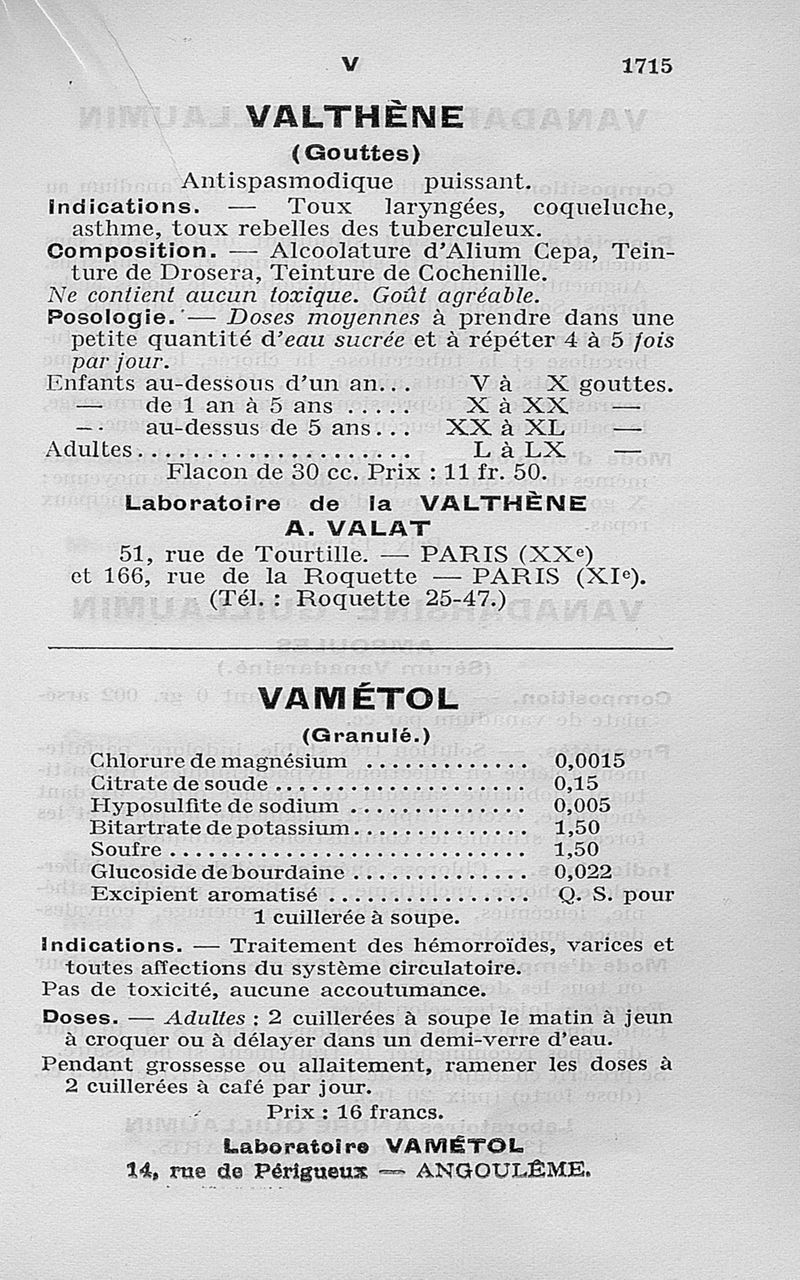 V 1715
VALTHÈNE
(Gouttes)
Antispasmodique puissant.
Indications. — Toux laryngées, coqueluche,
asthme, toux rebelles des tuberculeux.
Composition. — Alcoolature d'Alium Cepa, Tein-
ture de Drosera, Teinture de Cochenille.
Ne contient aucun toxique. Goût agréable.
Posologie. — Doses moyennes à prendre dans une
petite quantité d'eau sucrée et à répéter 4 à 5 fois
par jour.
Enfants au-dessous d'un an... V à X gouttes.
— de 1 an à 5 ans ..... X à XX —
— au-dessus de 5 ans... XX à XL —
Adultes.................. L à LX —
Flacon de 30 cc. Prix : 11 fr. 50.
Laboratoire de la VALTHÈNE
A. VALAT
51, rue de Tourtille. — PARIS (XXe)
et 166, rue de la Roquette — PARIS (XIe).
(Tél. : Roquette 25-47.)
VAMÉTOL
(Granulé.)
Chlorure de magnésium ............. 0,0015
Citrate de soude .................... 0,15
Hyposulfite de sodium .............. 0,005
Bitartrate de potassium.............. 1,50
Soufre ............................ 1,50
Glucoside de bourdaine .............. 0,022
Excipient aromatisé ................ Q. S. pour
1 cuillerée à soupe.
Indications. — Traitement des hémorroïdes, varices et
toutes affections du système circulatoire.
Pas de toxicité, aucune accoutumance.
Doses. — Adultes : 2 cuillerées à soupe le matin à jeun
à croquer ou à délayer dans un demi-verre d'eau.
Pendant grossesse ou allaitement, ramener les doses à
2 cuillerées à café par jour.
Prix : 16 francs.
Laboratoire VAMÉTOL
14, rue de Périgueux — ANGOULÊME.